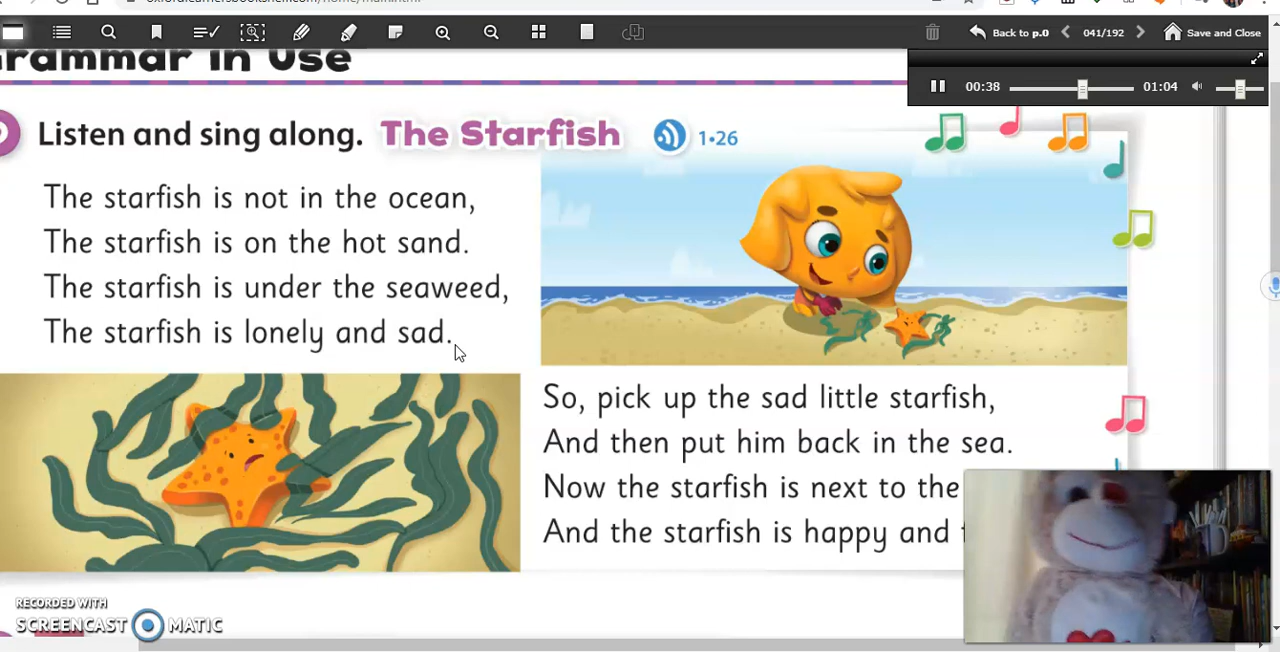 Back to p.0
041/192
Save and Close
Grammar in Use
00:38
01:04
Listen and sing along. The Starfish 1•26
The starfish is not in the ocean,
The starfish is on the hot sand.
The starfish is under the seaweed,
The starfish is lonely and sad.
So, pick up the sad little starfish,
And then put him back in the sea.
Now the starfish is next to the
And the starfish is happy and
RECORDED WITH
SCREENCAST MATIC